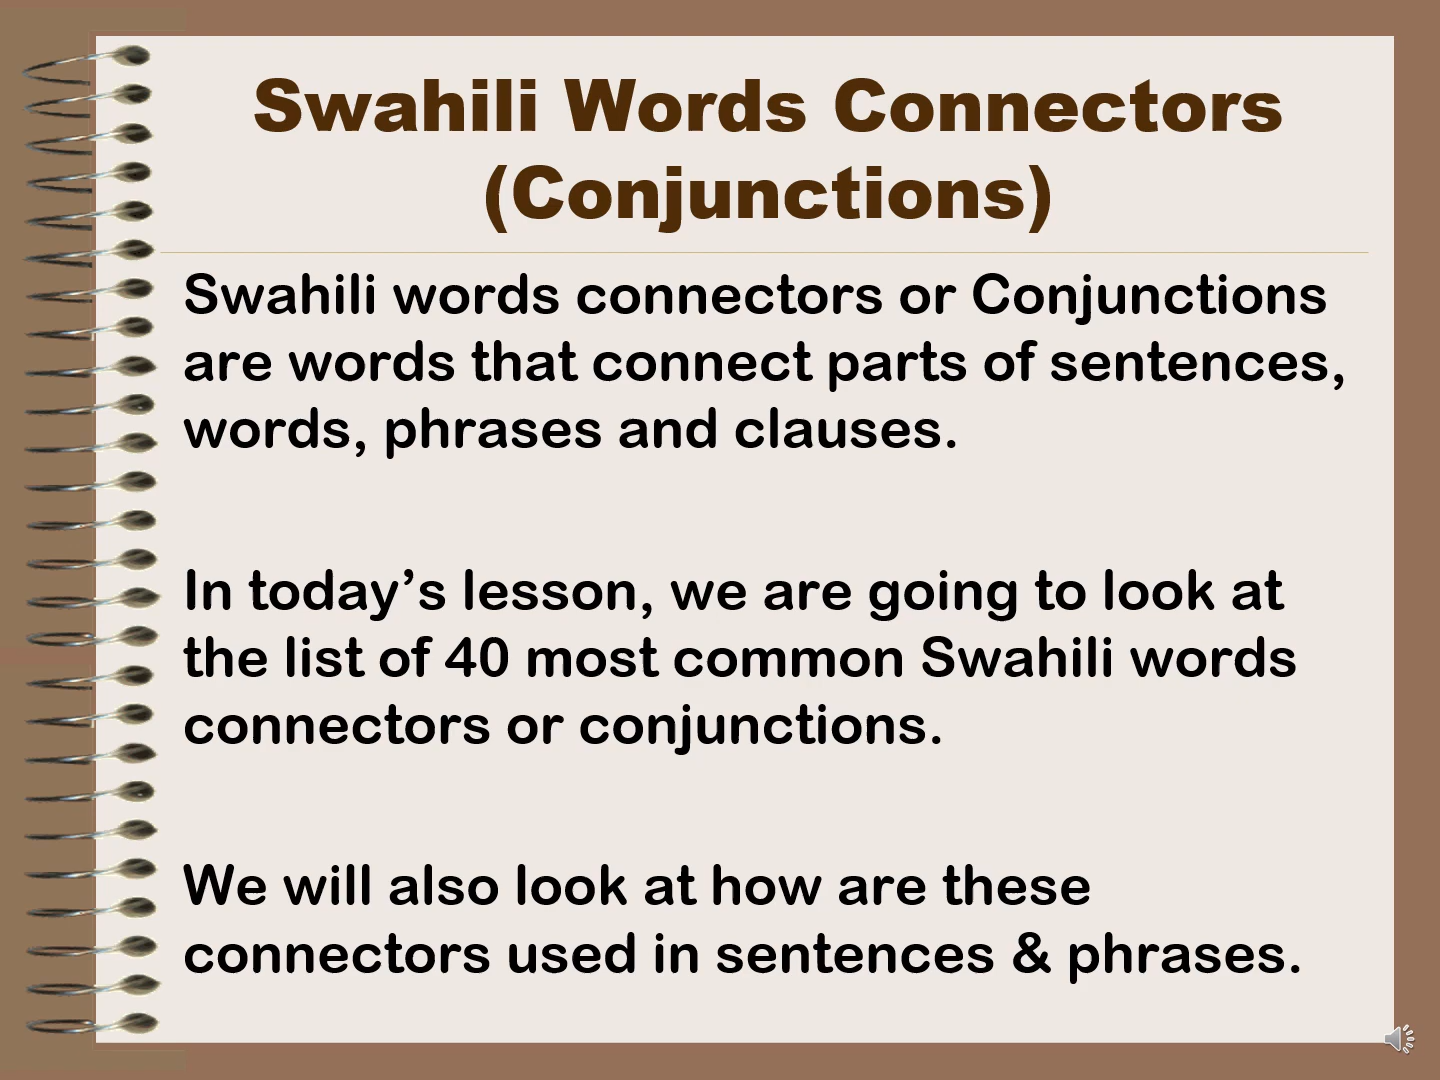 Swahili Words Connectors
(Conjunctions)
Swahili words connectors or Conjunctions
are words that connect parts of sentences,
words, phrases and clauses.
In today’s lesson, we are going to look at
the list of 40 most common Swahili words
connectors or conjunctions.
We will also look at how are these
connectors used in sentences & phrases.